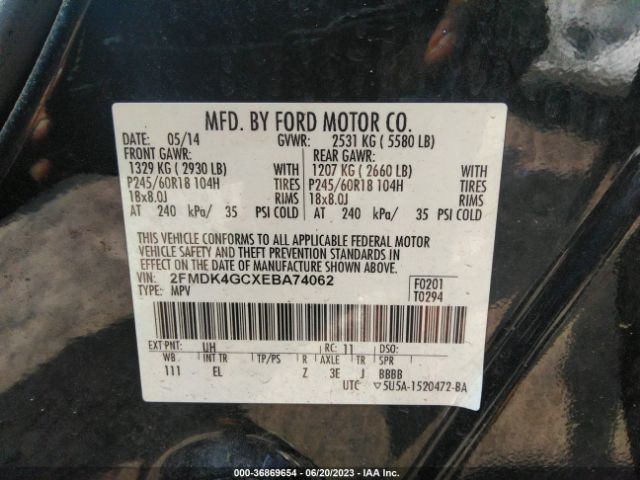 MFD. BY FORD MOTOR CO.
DATE: 05/14 GVWR: 2531 KG ( 5580 LB)
FRONT GAWR: REAR GAWR:
1329 KG ( 2930 LB) WITH 1207 KG ( 2660 LB) WITH
P245/60R18 104H TIRES P245/60R18 104H TIRES
18x8.0J RIMS 18x8.0J RIMS
AT 240 kPa/ 35 PSI COLD AT 240 kPa/ 35 PSI COLD
THIS VEHICLE CONFORMS TO ALL APPLICABLE FEDERAL MOTOR
VEHICLE SAFETY AND THEFT PREVENTION STANDARDS IN
EFFECT ON THE DATE OF MANUFACTURE SHOWN ABOVE.
VIN: 2FMDK4GCXEBA74062 F0201
TYPE: MPV T0294
EXT PNT: UH RC: 11 DSO:
WB INT TR TP/PS R AXLE TR SPR
111 EL Z 3E J BBBB
UTC ▽5U5A-1520472-BA
000-36869654 | 06/20/2023 | IAA Inc.